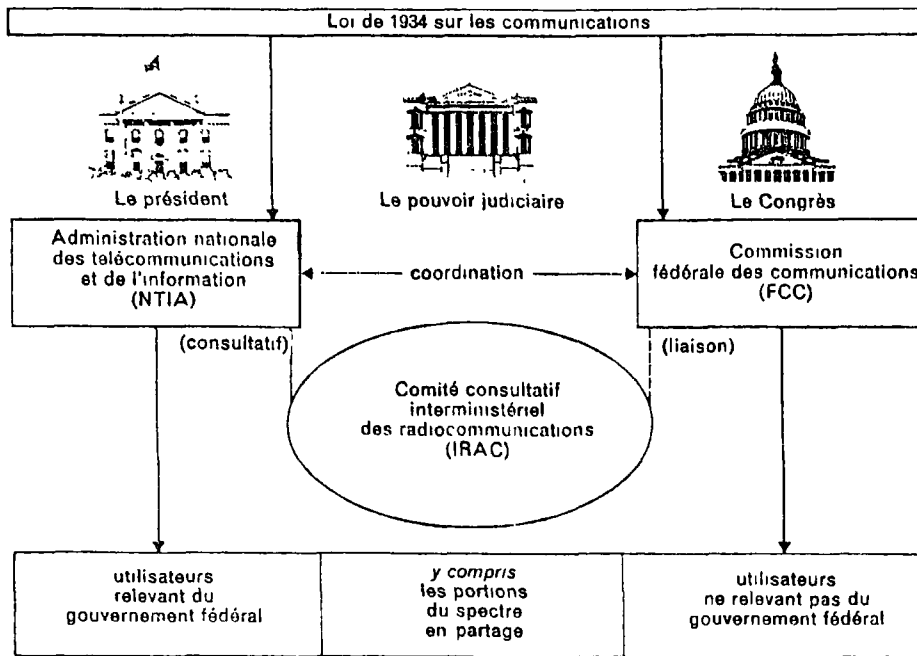 Loi de 1934 sur les communications
Le président
Le pouvoir judiciaire
Le Congrès
Administration nationale
des telécommunications
et de l'information
(NTIA)
coordination
Commission
fédérale des communications
(FCC)
(consultatif)
(liaison)
Comité consultatif
interministériel
des radiocommunications
(IRAC)
utilisateurs
relevant du
gouvernement fédéral
y compris
les portions
du spectre
en partage
utilisateurs
ne relevant pas du
gouvernement fédéral